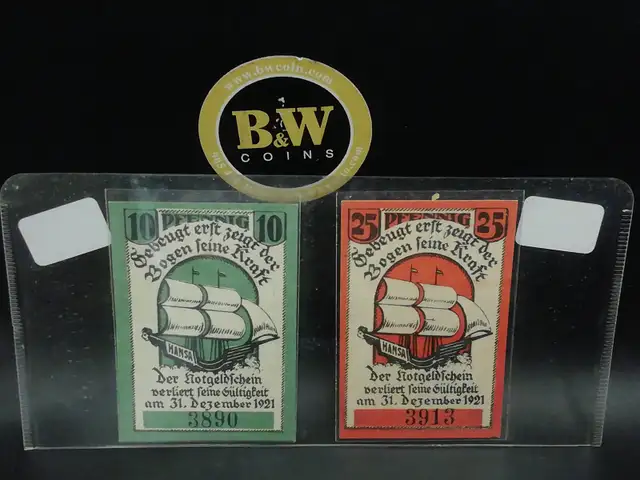 www.bwcoin.com
B&W
COINS
10 PFENNIG 10
Gebeugt erst zeigt der
Bogen seine Kraft
HANSA
Der Notgeldschein
verliert seine Gültigkeit
am 31. Dezember 1921
3890
25 PFENNIG 25
Gebeugt erst zeigt der
Bogen seine Kraft
HANSA
Der Notgeldschein
verliert seine Gültigkeit
am 31. Dezember 1921
3913